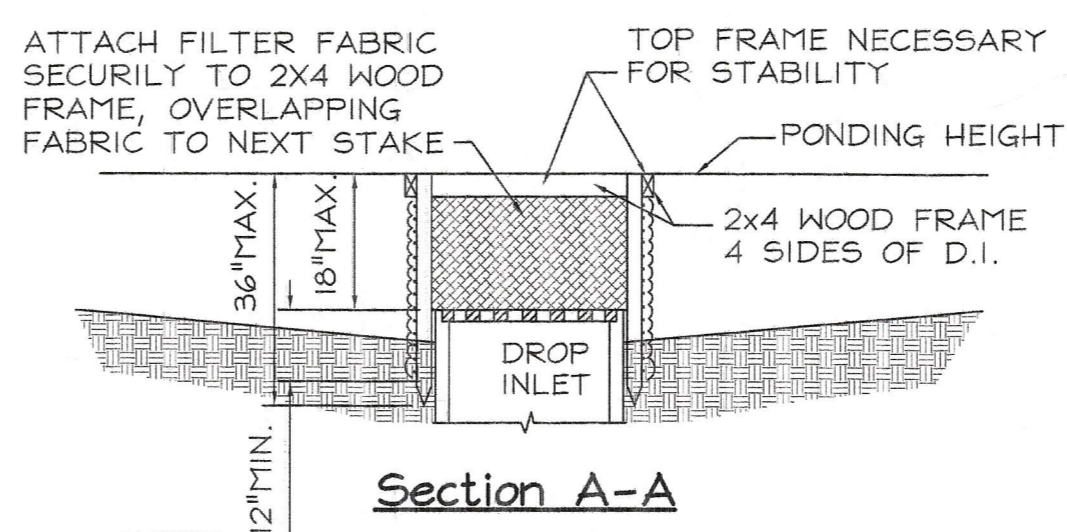 ATTACH FILTER FABRIC
SECURILY TO 2X4 WOOD
FRAME, OVERLAPPING
FABRIC TO NEXT STAKE
TOP FRAME NECESSARY
FOR STABILITY
PONDING HEIGHT
36"MAX.
18"MAX.
2x4 WOOD FRAME
4 SIDES OF D.I.
DROP
INLET
12"MIN.
Section A-A